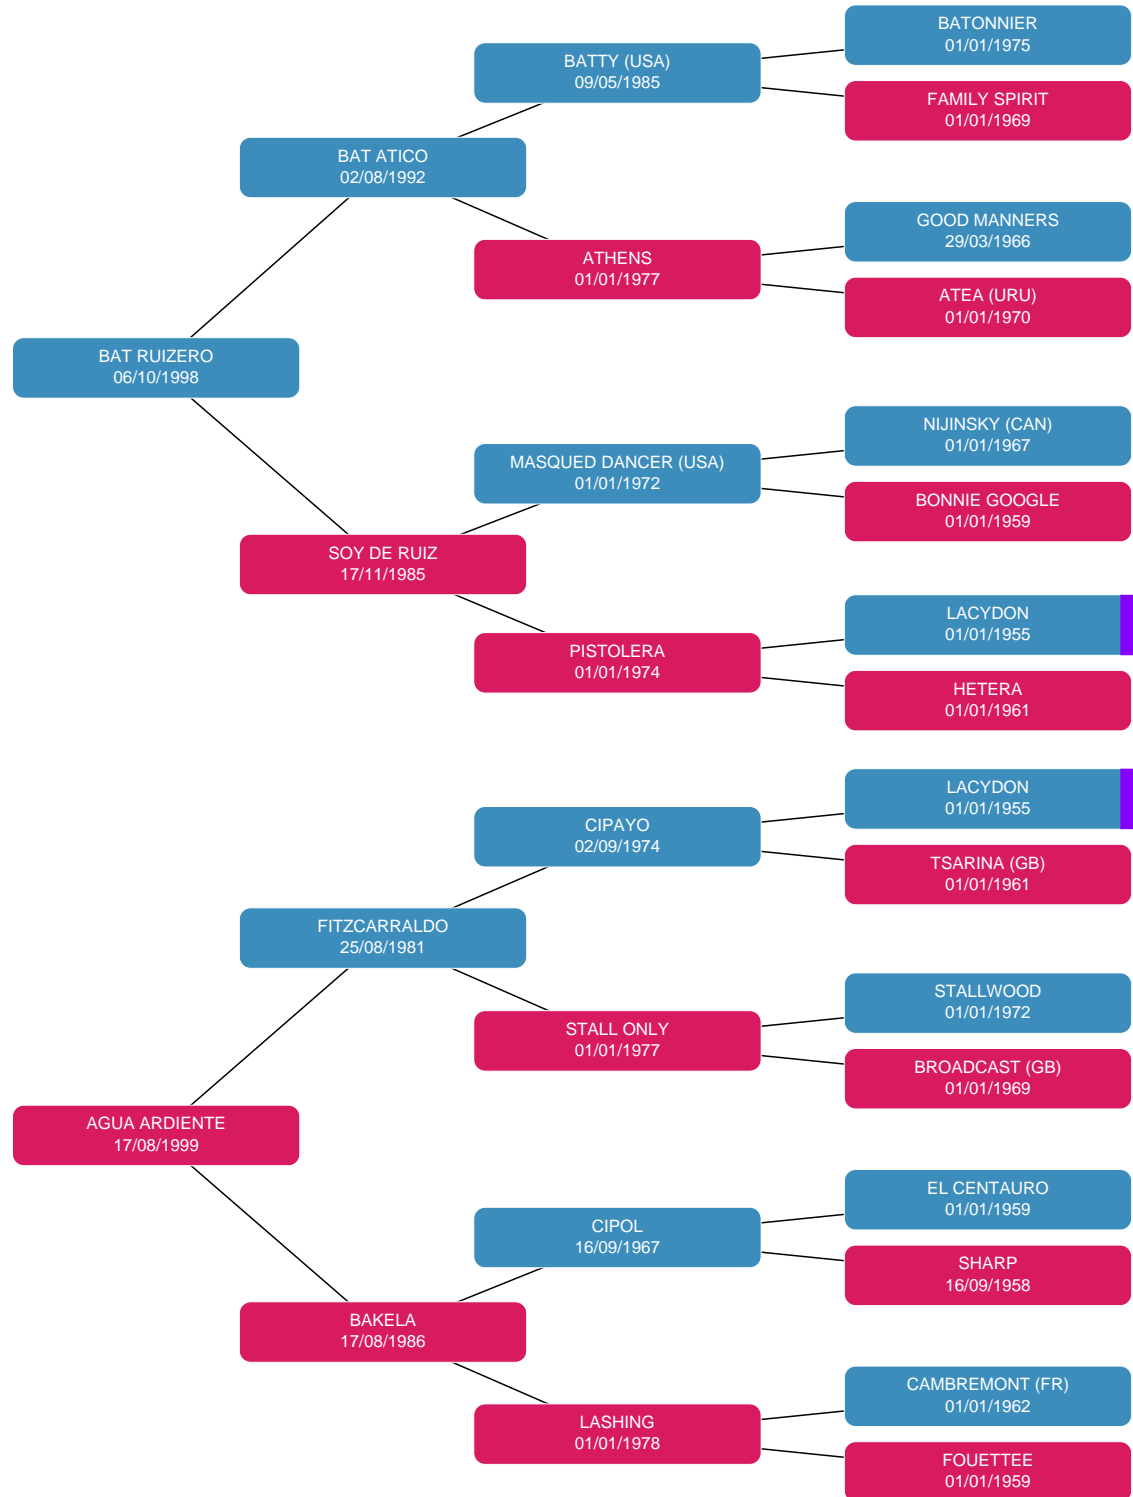 BATONNIER
01/01/1975
BATTY (USA)
09/05/1985
FAMILY SPIRIT
01/01/1969
BAT ATICO
02/08/1992
GOOD MANNERS
29/03/1966
ATHENS
01/01/1977
ATEA (URU)
01/01/1970
BAT RUIZERO
06/10/1998
NIJINSKY (CAN)
01/01/1967
MASQUED DANCER (USA)
01/01/1972
BONNIE GOOGLE
01/01/1959
SOY DE RUIZ
17/11/1985
LACYDON
01/01/1955
PISTOLERA
01/01/1974
HETERA
01/01/1961
LACYDON
01/01/1955
CIPAYO
02/09/1974
TSARINA (GB)
01/01/1961
FITZCARRALDO
25/08/1981
STALLWOOD
01/01/1972
STALL ONLY
01/01/1977
BROADCAST (GB)
01/01/1969
AGUA ARDIENTE
17/08/1999
EL CENTAURO
01/01/1959
CIPOL
16/09/1967
SHARP
16/09/1958
BAKELA
17/08/1986
CAMBREMONT (FR)
01/01/1962
LASHING
01/01/1978
FOUETTEE
01/01/1959